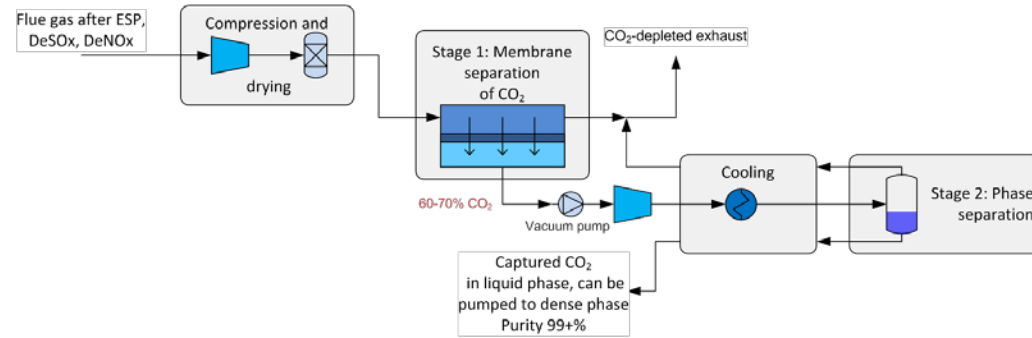 Flue gas after ESP,
DeSOx, DeNOx
Compression and
drying
Stage 1: Membrane
separation
of CO₂
CO₂-depleted exhaust
60-70% CO₂
Vacuum pump
Cooling
Stage 2: Phase
separation
Captured CO₂
in liquid phase, can be
pumped to dense phase
Purity 99+%